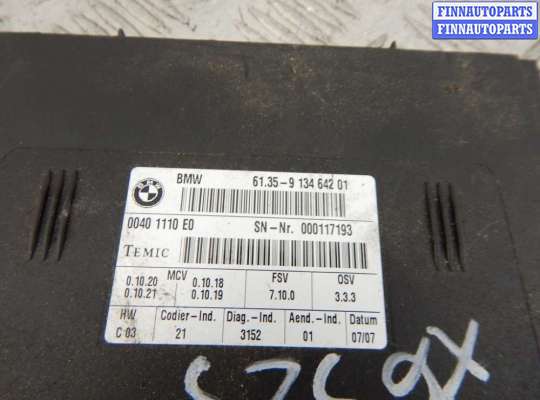 FINNAUTOPARTS
FINNAUTOPARTS
BMW 61.35-9 134 642 01
0040 1110 E0 SN-Nr. 000117193
TEMIC
MCV FSV OSV
0.10.20 0.10.18 7.10.0 3.3.3
0.10.21 0.10.19
HW Codier-Ind. Diag.-Ind. Aend.-Ind. Datum
C 03 21 3152 01 07/07